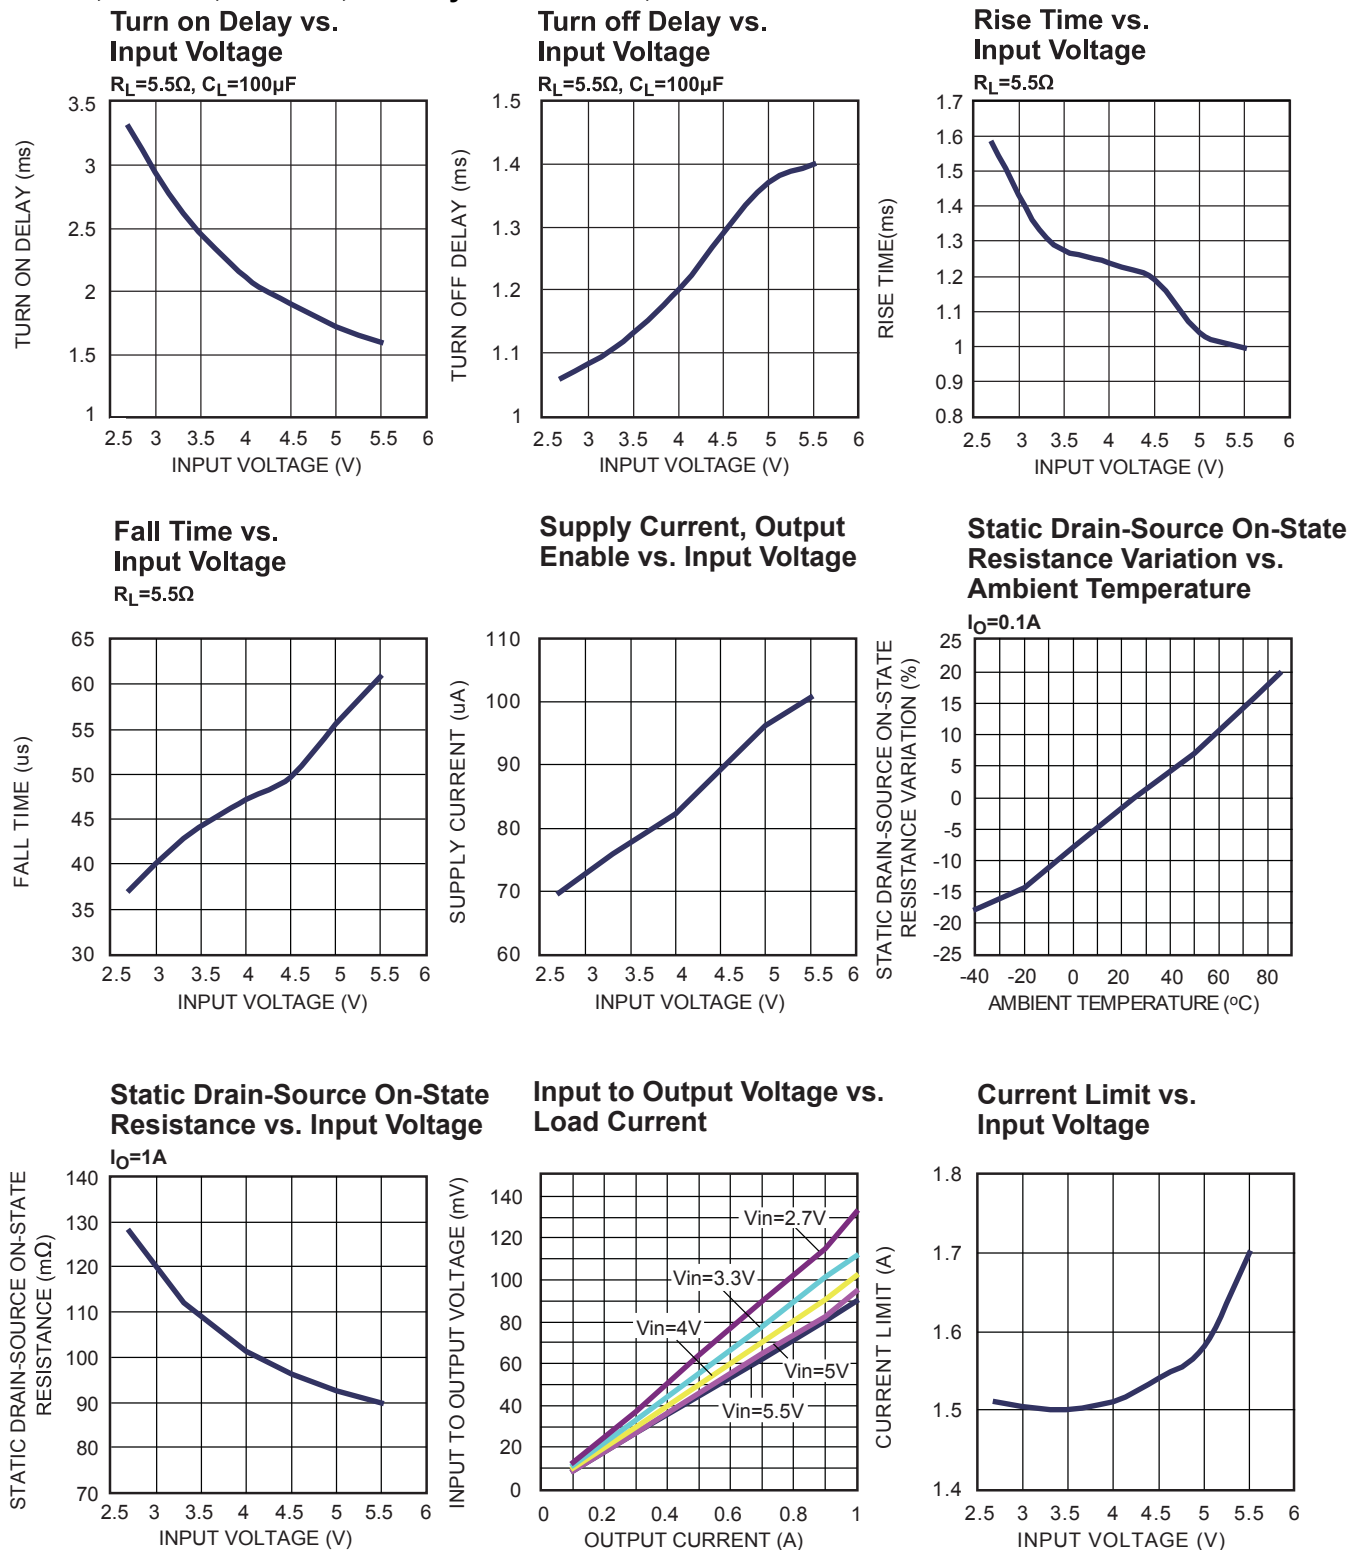 Turn on Delay vs.
Input Voltage
RL=5.5Ω, CL=100µF
TURN ON DELAY (ms)
3.5
3
2.5
2
1.5
1
2.5 3 3.5 4 4.5 5 5.5 6
INPUT VOLTAGE (V)
Turn off Delay vs.
Input Voltage
RL=5.5Ω, CL=100µF
TURN OFF DELAY (ms)
1.5
1.4
1.3
1.2
1.1
1
2.5 3 3.5 4 4.5 5 5.5 6
INPUT VOLTAGE (V)
Rise Time vs.
Input Voltage
RL=5.5Ω
RISE TIME(ms)
1.7
1.6
1.5
1.4
1.3
1.2
1.1
1
0.9
0.8
2.5 3 3.5 4 4.5 5 5.5 6
INPUT VOLTAGE (V)
Fall Time vs.
Input Voltage
RL=5.5Ω
FALL TIME (us)
65
60
55
50
45
40
35
30
2.5 3 3.5 4 4.5 5 5.5 6
INPUT VOLTAGE (V)
Supply Current, Output
Enable vs. Input Voltage
SUPPLY CURRENT (uA)
110
100
90
80
70
60
2.5 3 3.5 4 4.5 5 5.5 6
INPUT VOLTAGE (V)
Static Drain-Source On-State
Resistance Variation vs.
Ambient Temperature
IO=0.1A
STATIC DRAIN-SOURCE ON-STATE
RESISTANCE VARIATION (%)
25
20
15
10
5
0
-5
-10
-15
-20
-25
-40 -20 0 20 40 60 80
AMBIENT TEMPERATURE (ºC)
Static Drain-Source On-State
Resistance vs. Input Voltage
IO=1A
STATIC DRAIN-SOURCE ON-STATE
RESISTANCE (mΩ)
140
130
120
110
100
90
80
70
2.5 3 3.5 4 4.5 5 5.5 6
INPUT VOLTAGE (V)
Input to Output Voltage vs.
Load Current
INPUT TO OUTPUT VOLTAGE (mV)
140
120
100
80
60
40
20
0
Vin=2.7V
Vin=3.3V
Vin=4V
Vin=5V
Vin=5.5V
0 0.2 0.4 0.6 0.8 1
OUTPUT CURRENT (A)
Current Limit vs.
Input Voltage
CURRENT LIMIT (A)
1.8
1.7
1.6
1.5
1.4
2.5 3 3.5 4 4.5 5 5.5 6
INPUT VOLTAGE (V)